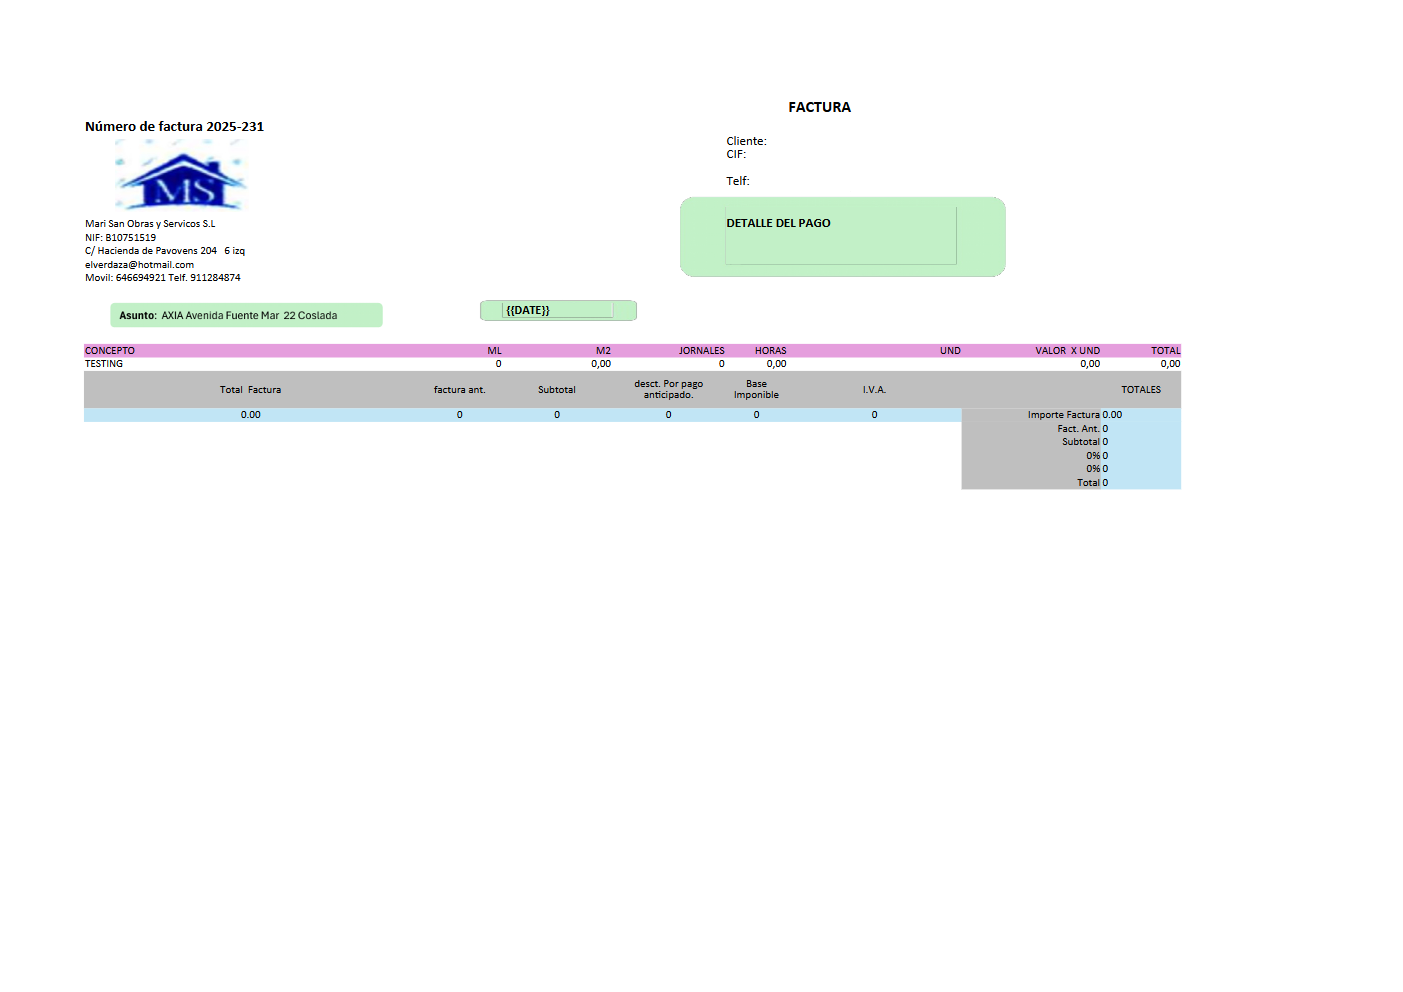 FACTURA
Número de factura 2025-231
Cliente:
CIF:
MS
Telf:
Mari San Obras y Servicos S.L
NIF: B10751519
C/ Hacienda de Pavovens 204   6 izq
elverdaza@hotmail.com
Movil: 646694921 Telf. 911284874
DETALLE DEL PAGO
Asunto:  AXIA Avenida Fuente Mar  22 Coslada
{{DATE}}
CONCEPTO ML M2 JORNALES HORAS UND VALOR  X UND TOTAL
TESTING 0 0,00 0 0,00 0,00 0,00
Total  Factura factura ant. Subtotal desct. Por pago anticipado. Base Imponible I.V.A. TOTALES
0.00 0 0 0 0 0 Importe Factura 0.00
Fact. Ant. 0
Subtotal 0
0% 0
0% 0
Total 0